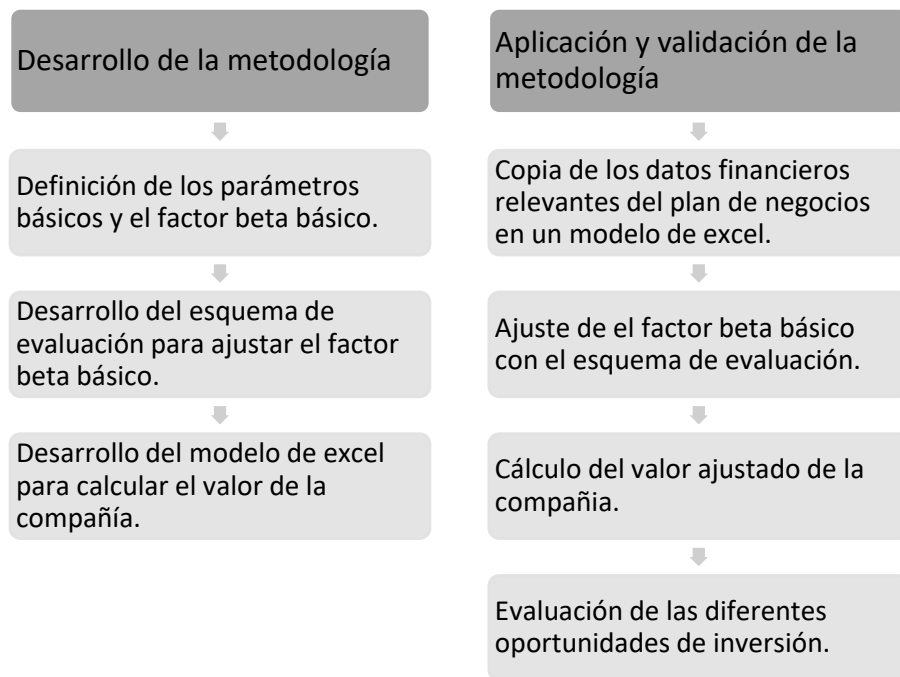 Desarrollo de la metodología
Definición de los parámetros
básicos y el factor beta básico.
Desarrollo del esquema de
evaluación para ajustar el factor
beta básico.
Desarrollo del modelo de excel
para calcular el valor de la
compañía.
Aplicación y validación de la
metodología
Copia de los datos financieros
relevantes del plan de negocios
en un modelo de excel.
Ajuste de el factor beta básico
con el esquema de evaluación.
Cálculo del valor ajustado de la
compañia.
Evaluación de las diferentes
oportunidades de inversión.